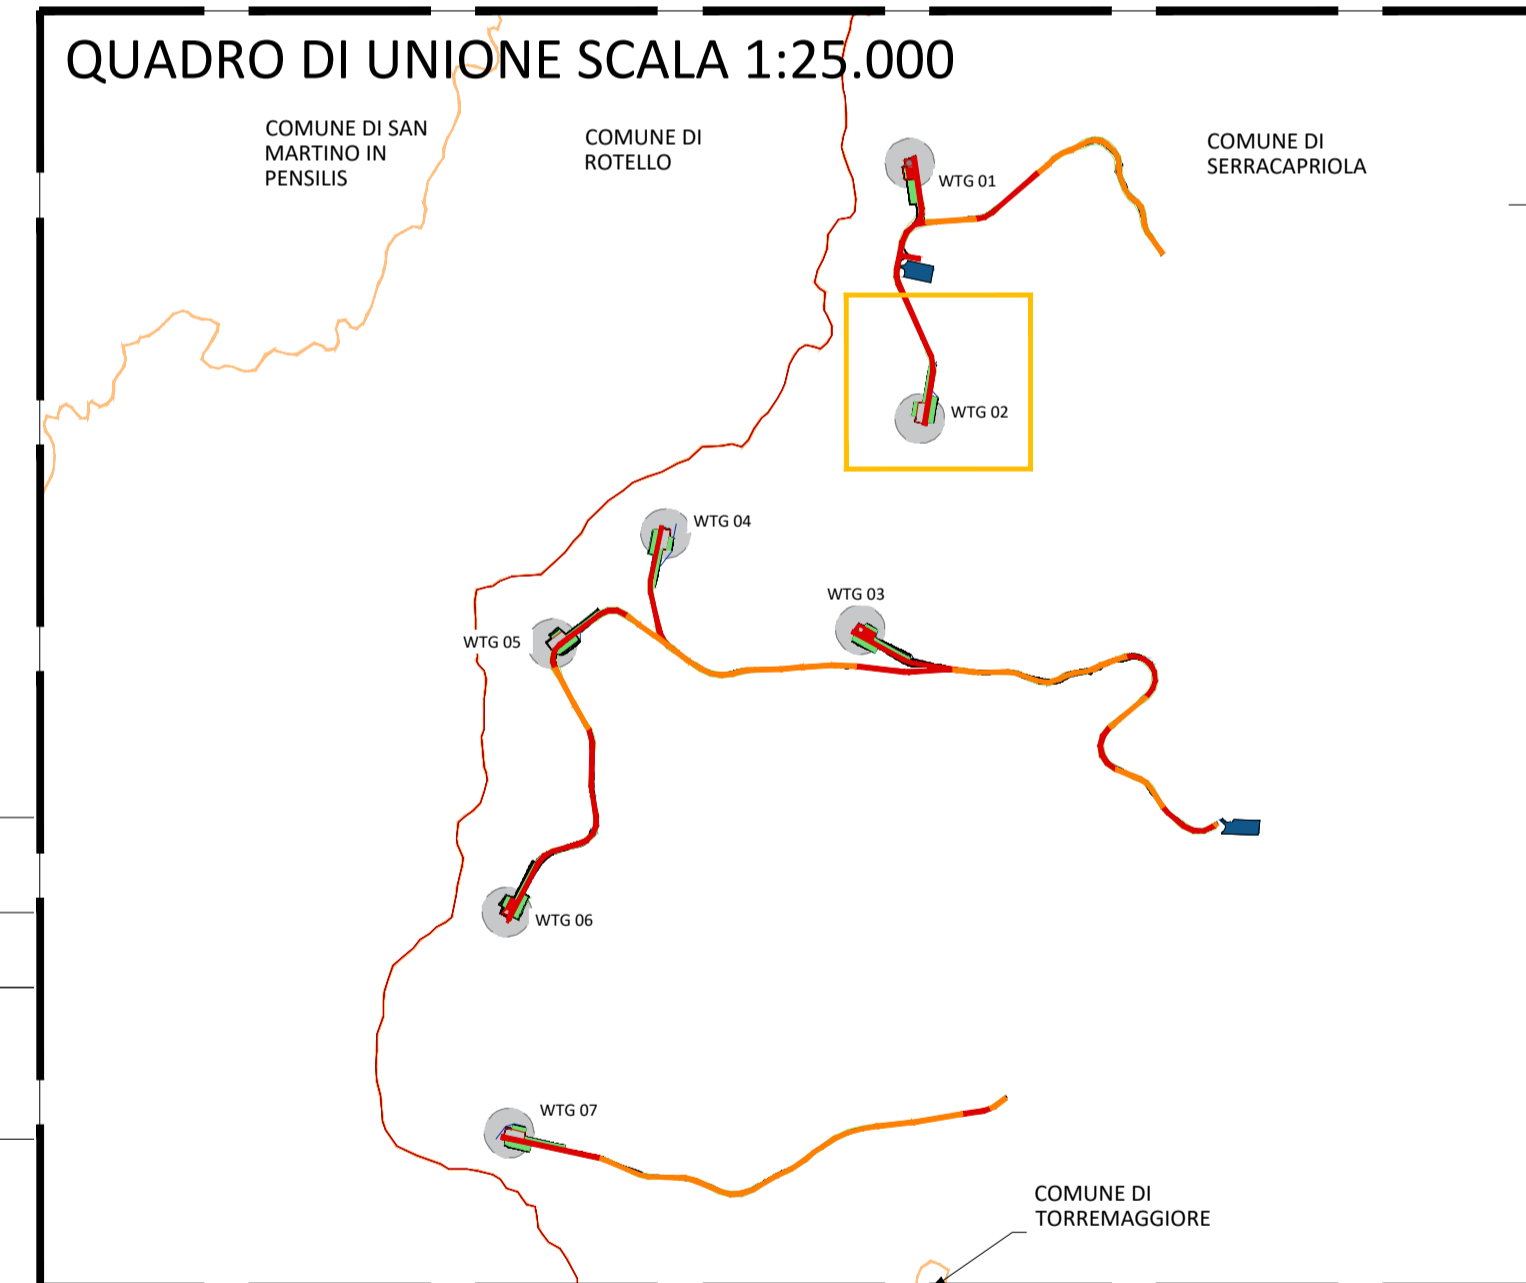 QUADRO DI UNIONE SCALA 1:25.000
COMUNE DI SAN
MARTINO IN
PENSILIS
COMUNE DI
ROTELLO
COMUNE DI
SERRACAPRIOLA
WTG 01
WTG 02
WTG 04
WTG 03
WTG 05
WTG 06
WTG 07
COMUNE DI
TORREMAGGIORE